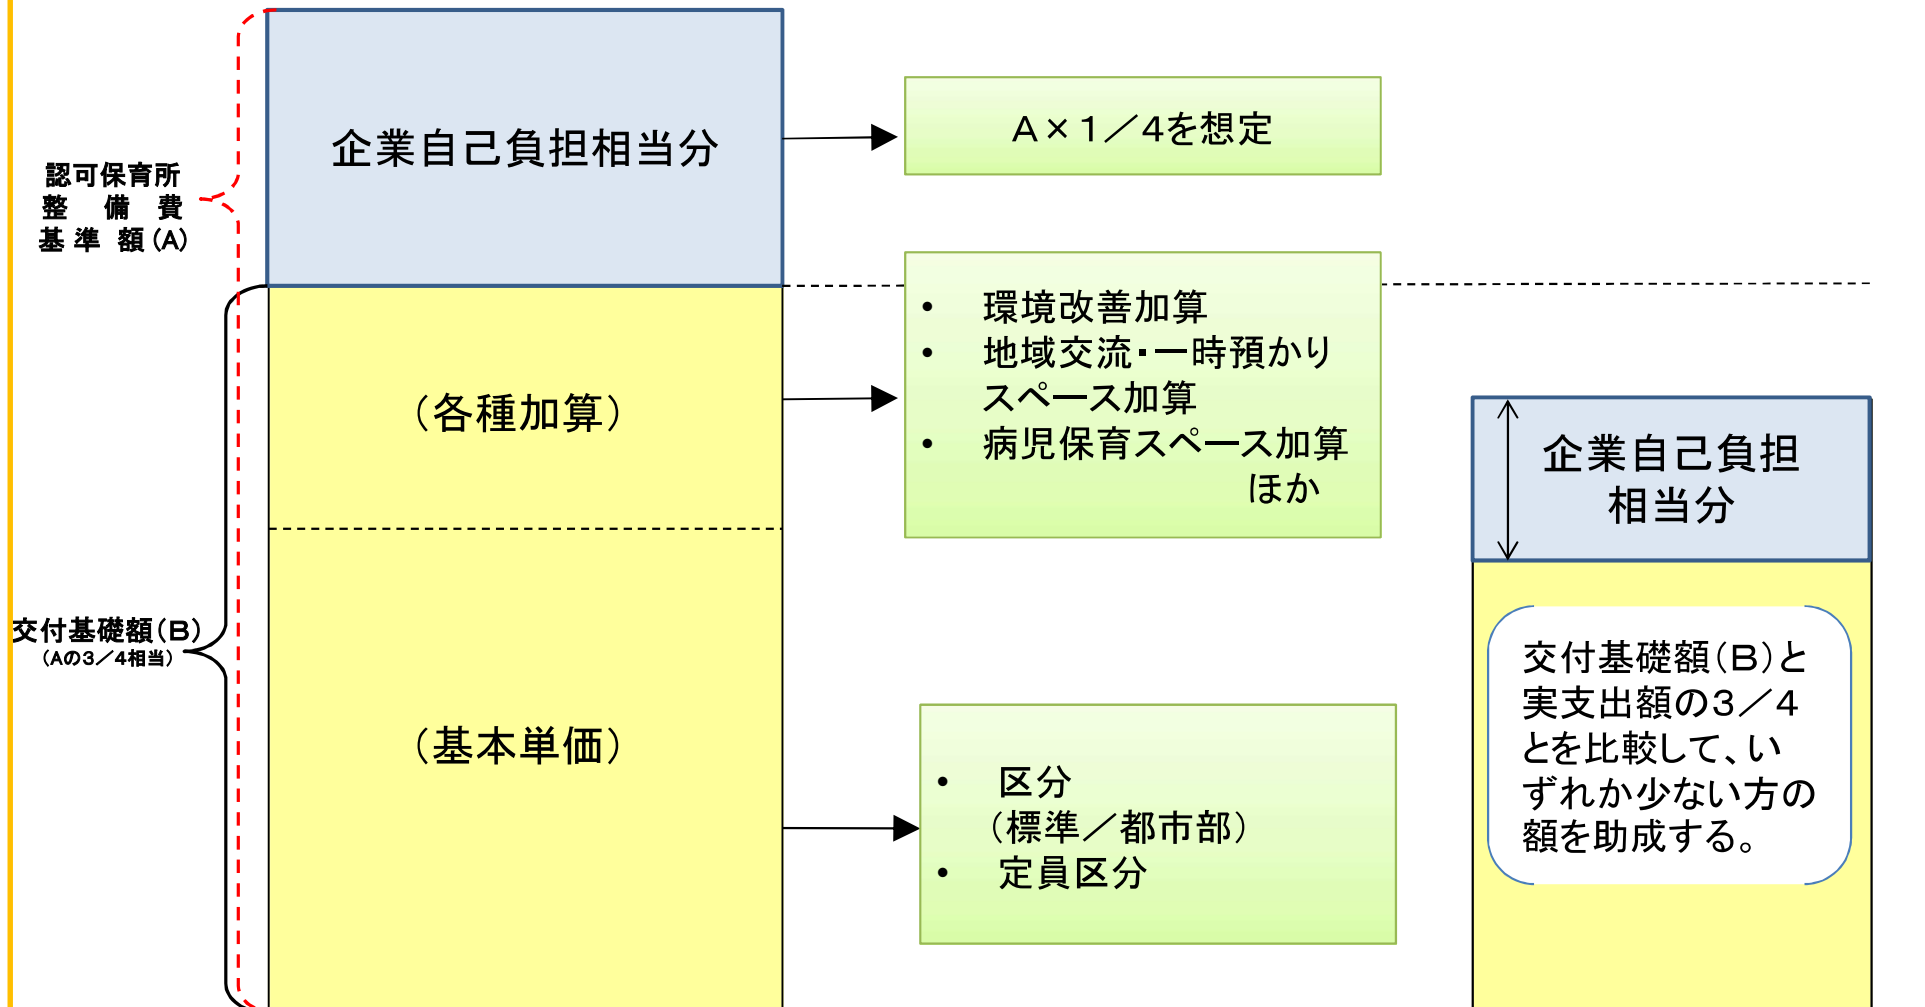 企業自己負担相当分
A×1/4を想定
認可保育所
整 備 費
基準 額(A)
• 環境改善加算
• 地域交流・一時預かり
スペース加算
• 病児保育スペース加算
ほか
(各種加算)
企業自己負担
相当分
交付基礎額(B)
(Aの3/4相当)
(基本単価)
• 区分
(標準/都市部)
• 定員区分
交付基礎額(B)と
実支出額の3/4
とを比較して、い
ずれか少ない方の
額を助成する。